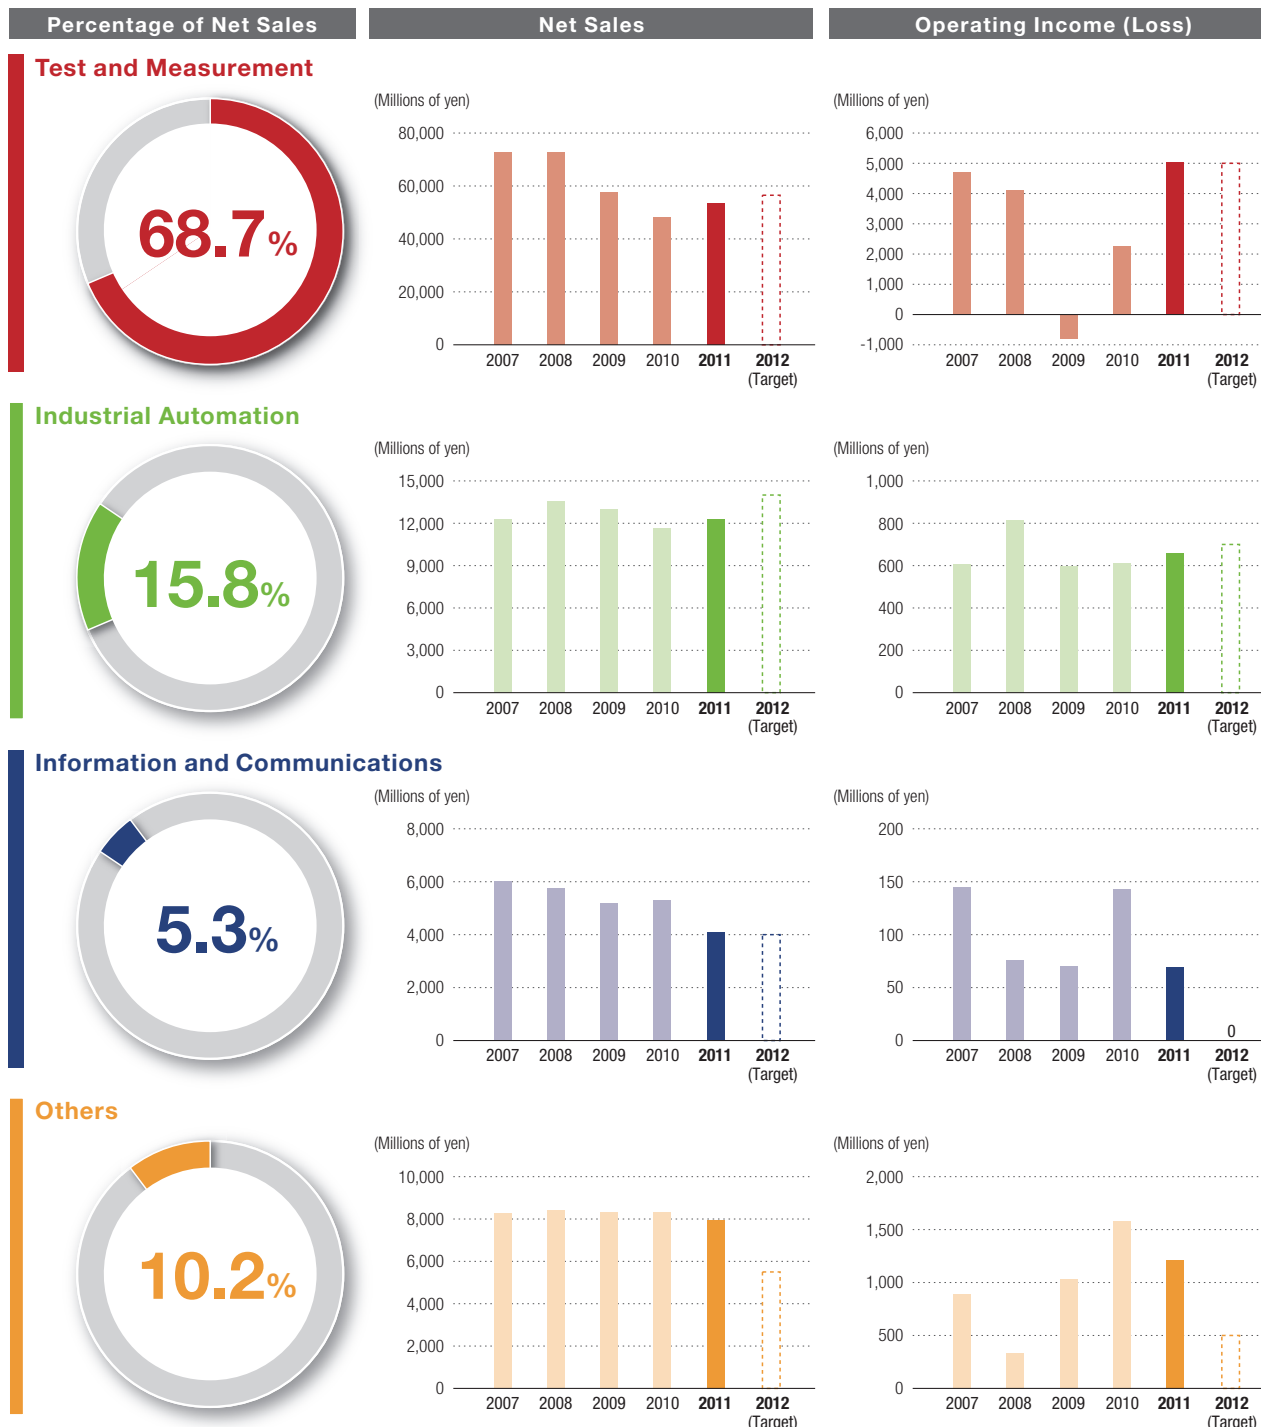 Percentage of Net Sales
Net Sales
Operating Income (Loss)
Test and Measurement
68.7%
(Millions of yen)
80,000
60,000
40,000
20,000
0
2007 2008 2009 2010 2011 2012
(Target)
(Millions of yen)
6,000
5,000
4,000
3,000
2,000
1,000
0
-1,000
2007 2008 2009 2010 2011 2012
(Target)
Industrial Automation
15.8%
(Millions of yen)
15,000
12,000
9,000
6,000
3,000
0
2007 2008 2009 2010 2011 2012
(Target)
(Millions of yen)
1,000
800
600
400
200
0
2007 2008 2009 2010 2011 2012
(Target)
Information and Communications
5.3%
(Millions of yen)
8,000
6,000
4,000
2,000
0
2007 2008 2009 2010 2011 2012
(Target)
(Millions of yen)
200
150
100
50
0
0
2007 2008 2009 2010 2011 2012
(Target)
Others
10.2%
(Millions of yen)
10,000
8,000
6,000
4,000
2,000
0
2007 2008 2009 2010 2011 2012
(Target)
(Millions of yen)
2,000
1,500
1,000
500
0
2007 2008 2009 2010 2011 2012
(Target)